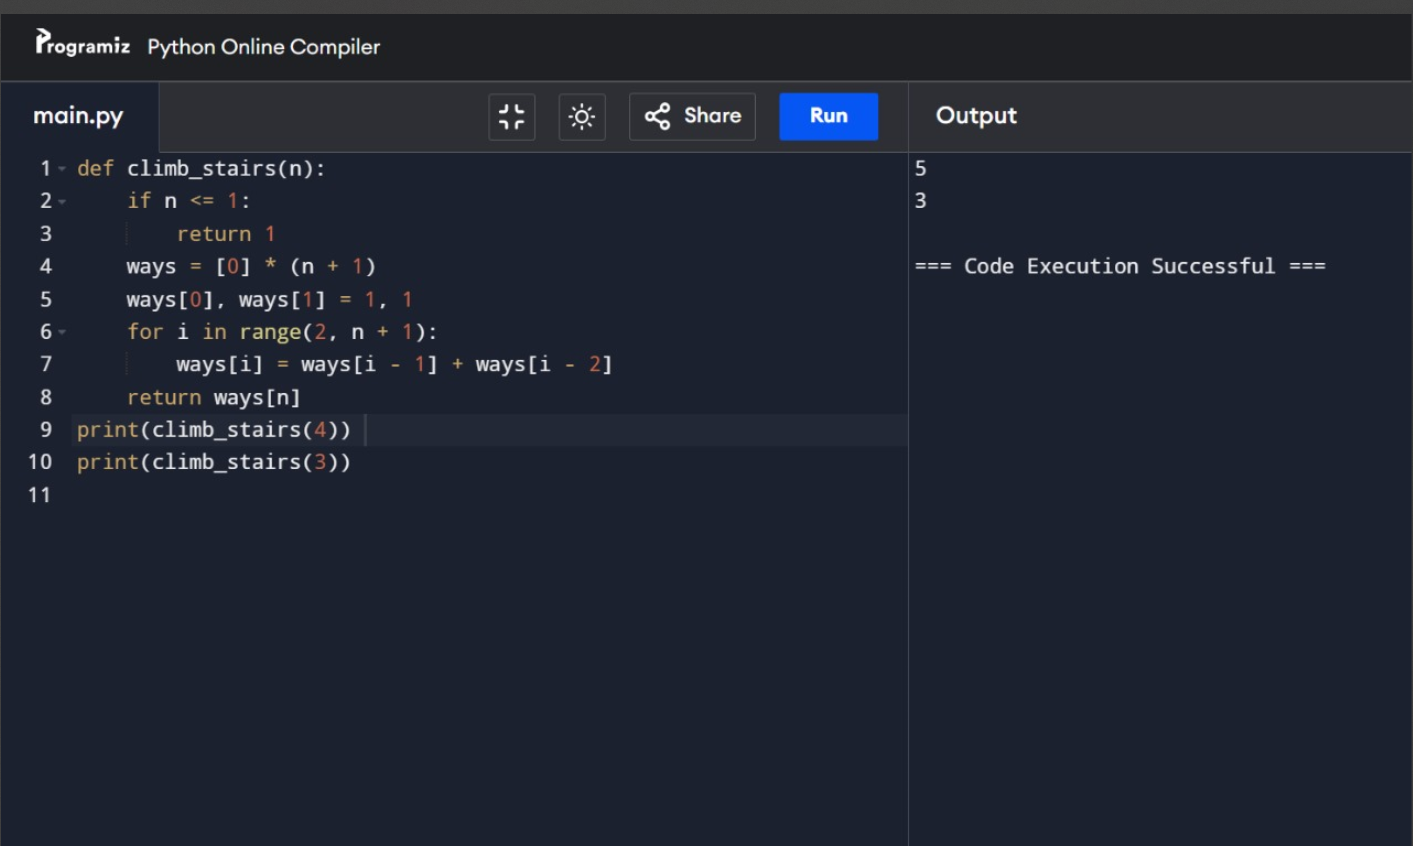 Programiz Python Online Compiler
main.py
Share
Run
Output
1 def climb_stairs(n):
2     if n <= 1:
3         return 1
4     ways = [0] * (n + 1)
5     ways[0], ways[1] = 1, 1
6     for i in range(2, n + 1):
7         ways[i] = ways[i - 1] + ways[i - 2]
8     return ways[n]
9 print(climb_stairs(4))
10 print(climb_stairs(3))
11
5
3
=== Code Execution Successful ===